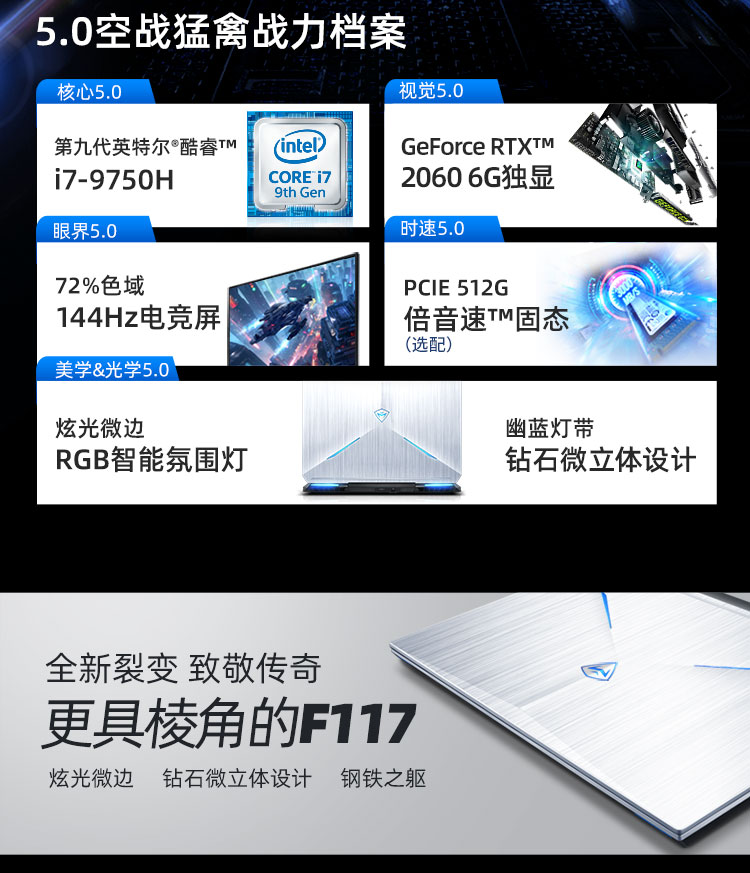 5.0空战猛禽战力档案
核心5.0
第九代英特尔®酷睿™
i7-9750H
intel
CORE i7
9th Gen
视觉5.0
GeForce RTX™
2060 6G独显
眼界5.0
72%色域
144Hz电竞屏
时速5.0
PCIE 512G
倍音速™固态
(选配)
美学&光学5.0
炫光微边
RGB智能氛围灯
幽蓝灯带
钻石微立体设计
全新裂变 致敬传奇
更具棱角的F117
炫光微边 钻石微立体设计 钢铁之躯